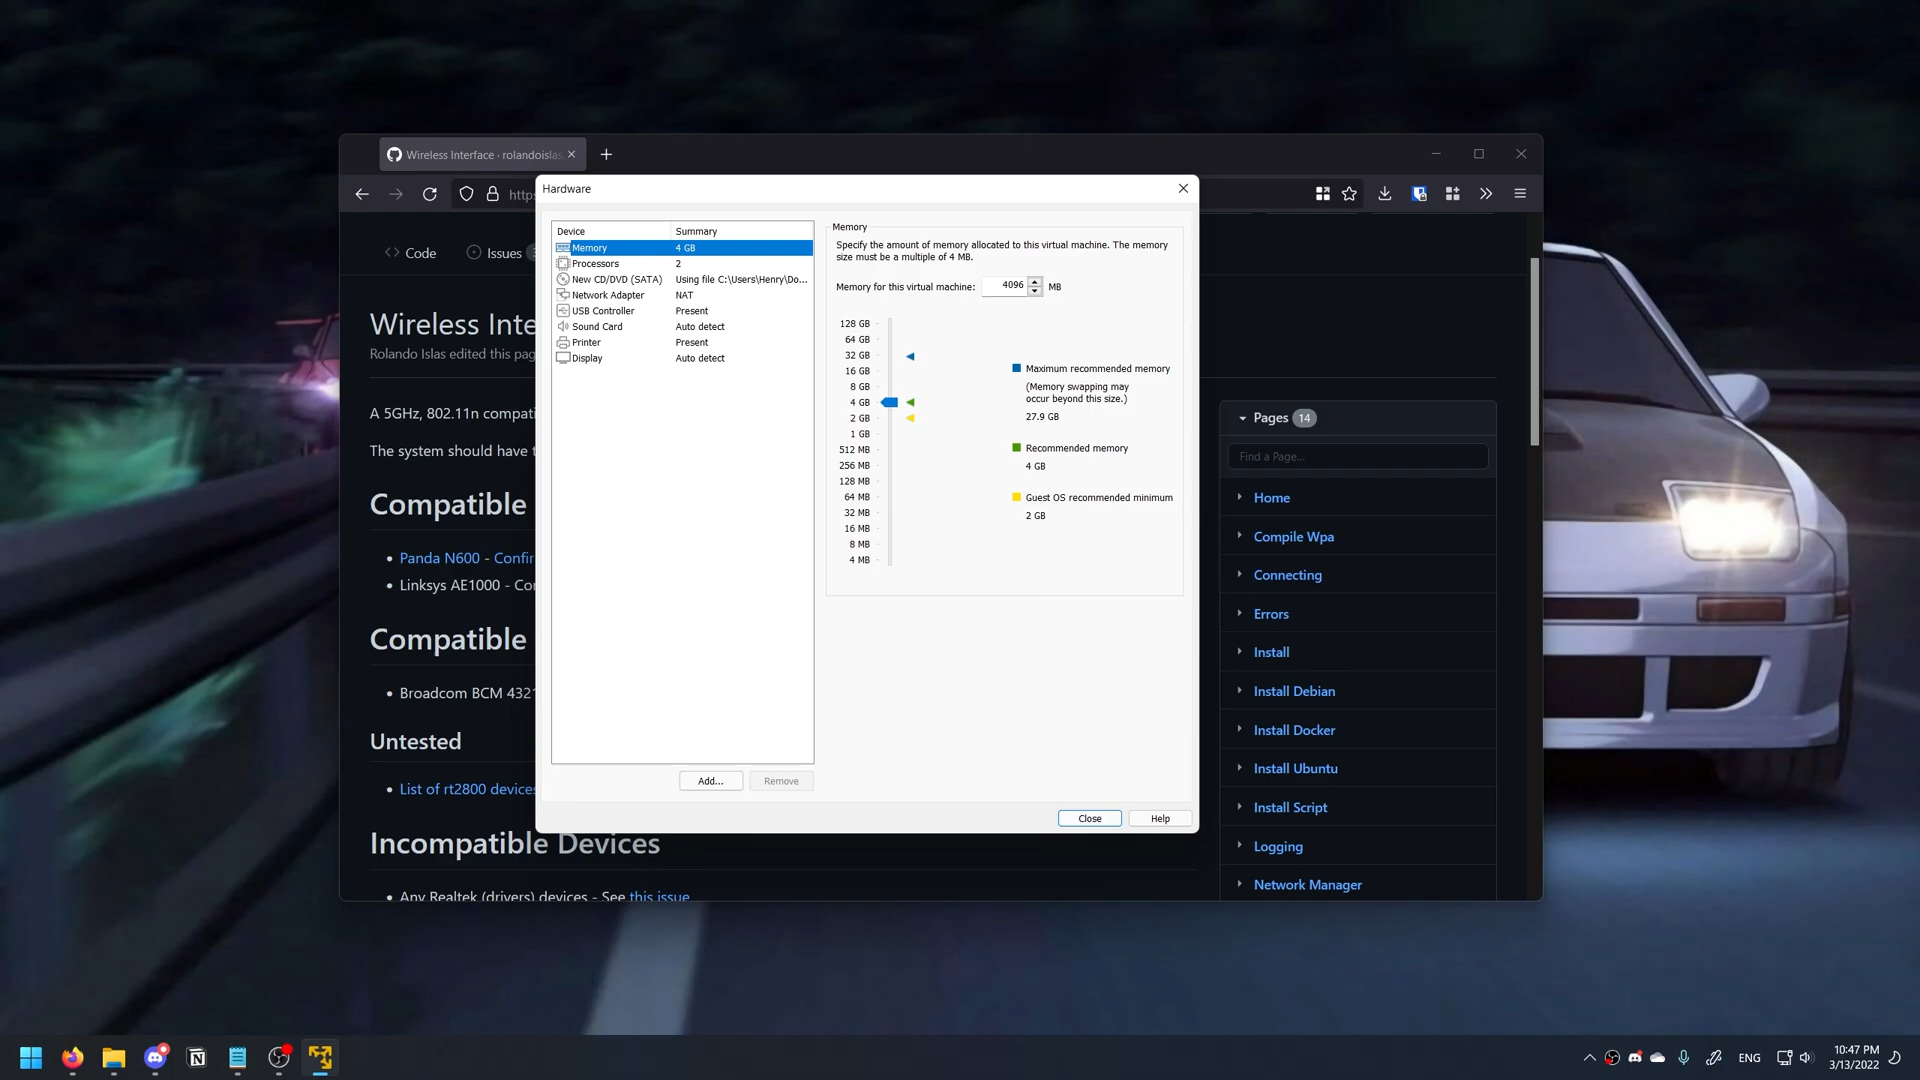 Wireless Interface · rolandoislas
https
Hardware
Device
Summary
Memory
4 GB
Processors
2
New CD/DVD (SATA)
Using file C:\Users\Henry\Do...
Network Adapter
NAT
USB Controller
Present
Sound Card
Auto detect
Printer
Present
Display
Auto detect
Add...
Remove
Memory
Specify the amount of memory allocated to this virtual machine. The memory
size must be a multiple of 4 MB.
Memory for this virtual machine:
4096
MB
128 GB
64 GB
32 GB
16 GB
8 GB
4 GB
2 GB
1 GB
512 MB
256 MB
128 MB
64 MB
32 MB
16 MB
8 MB
4 MB
Maximum recommended memory
(Memory swapping may
occur beyond this size.)
27.9 GB
Recommended memory
4 GB
Guest OS recommended minimum
2 GB
Close
Help
Code
Issues
Wireless Inte
Rolando Islas edited this pag
A 5GHz, 802.11n compati
The system should have t
Compatible
Panda N600 - Confir
Linksys AE1000 - Co
Compatible
Broadcom BCM 4321
Untested
List of rt2800 devices
Incompatible Devices
Any Realtek (drivers) devices - See this issue
Pages 14
Find a Page...
Home
Compile Wpa
Connecting
Errors
Install
Install Debian
Install Docker
Install Ubuntu
Install Script
Logging
Network Manager
ENG
10:47 PM
3/13/2022